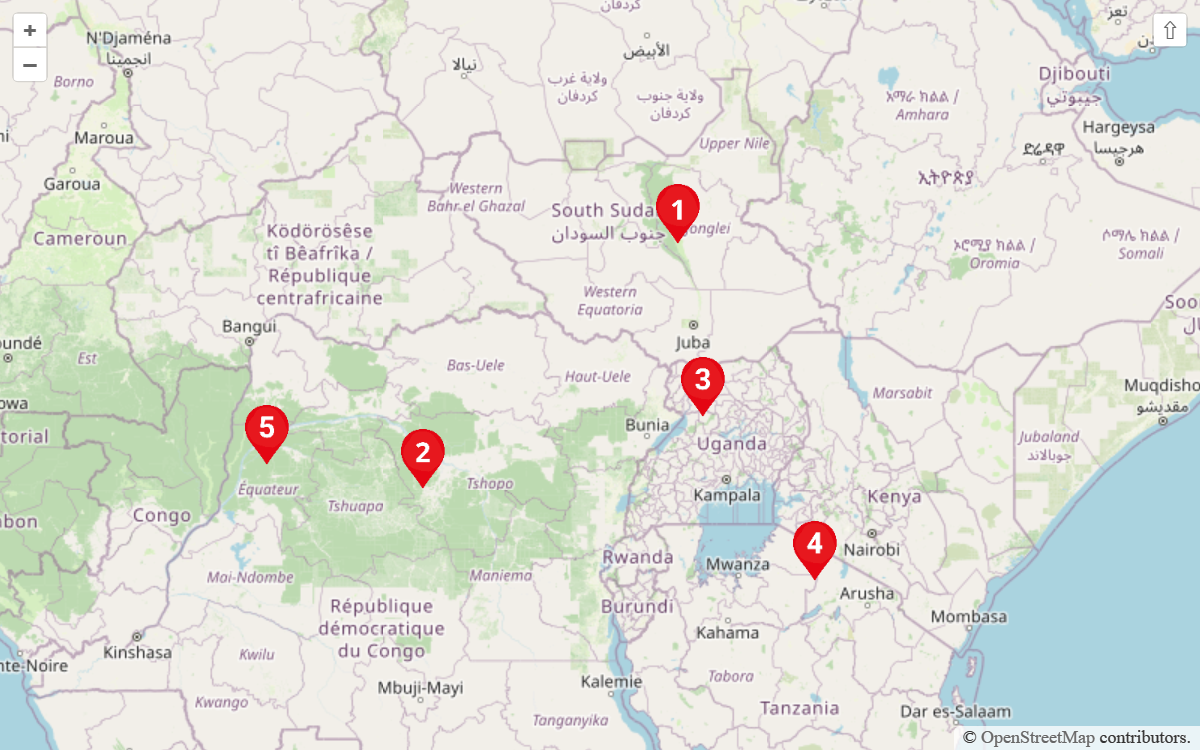 +
−
⇧
كردفان
N'Djaména
انجمينا
Borno
نيالا
الأبيض
ولاية غرب
كردفان
ولاية جنوب
كردفان
تعز
Djibouti
جيبوتي
አማራ ክልል /
Amhara
Hargeysa
هرجيسا
ድሬዳዋ
Maroua
Upper Nile
Garoua
ኢትዮጵያ
Western
Bahr el Ghazal
1
South Suda
جنوب السودان
onglei
Cameroun
Ködörösêse
tî Bêafrîka /
République
centrafricaine
ኦሮሚያ ክልል /
Oromia
ሶማሌ ክልል /
Somali
Western
Equatoria
Soo
Bangui
Juba
oundé
Est
Bas-Uele
Haut-Uele
3
Marsabit
Muqdisho
مقديشو
owa
5
2
Bunia
Uganda
Jubaland
جوبالاند
torial
Équateur
Tshuapa
Tshopo
Kampala
Kenya
bon
Congo
4
Nairobi
Rwanda
Mwanza
Mai-Ndombe
Maniema
Arusha
République
démocratique
du Congo
Burundi
Kahama
Mombasa
Kinshasa
nte-Noire
Kwilu
Mbuji-Mayi
Kalemie
Tabora
Kwango
Tanganyika
Tanzania
Dar es-Salaam
© OpenStreetMap contributors.